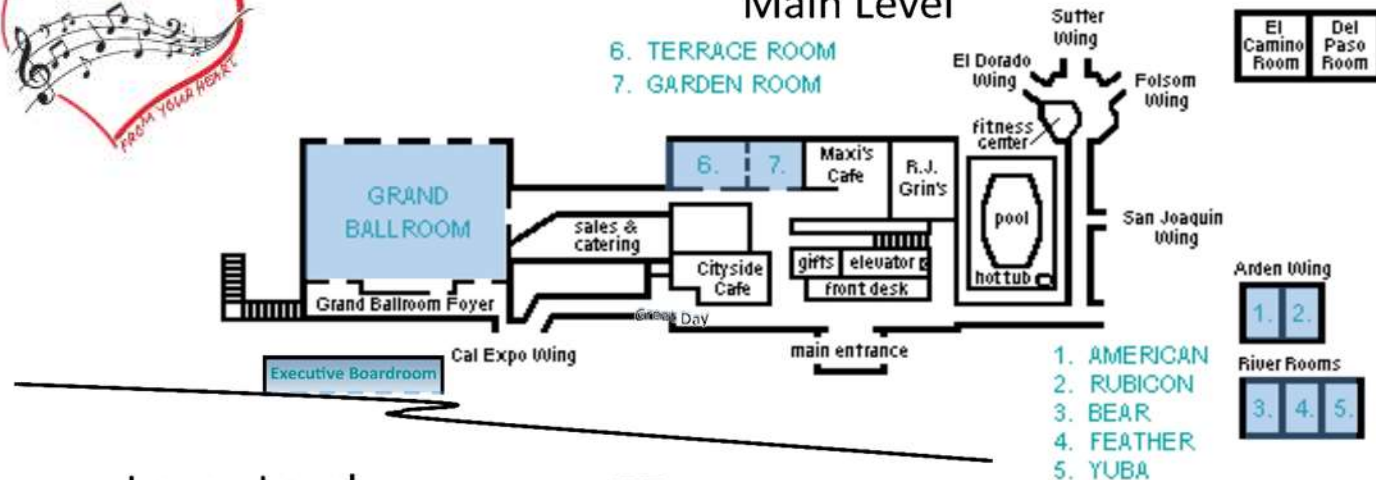 Main Level
FROM YOUR HEART
6. TERRACE ROOM
7. GARDEN ROOM
Sutter
Wing
El Dorado
Wing
Folsom
Wing
El
Camino
Room
Del
Paso
Room
fitness
center
GRAND
BALLROOM
6.
7.
Maxi's
Cafe
R.J.
Grin's
pool
hot tub
San Joaquin
Wing
sales &
catering
Cityside
Cafe
gifts
elevator
front desk
Grand Ballroom Foyer
Day
Cal Expo Wing
main entrance
Executive Boardroom
Arden Wing
1.
2.
River Rooms
3.
4.
5.
1. AMERICAN
2. RUBICON
3. BEAR
4. FEATHER
5. YUBA